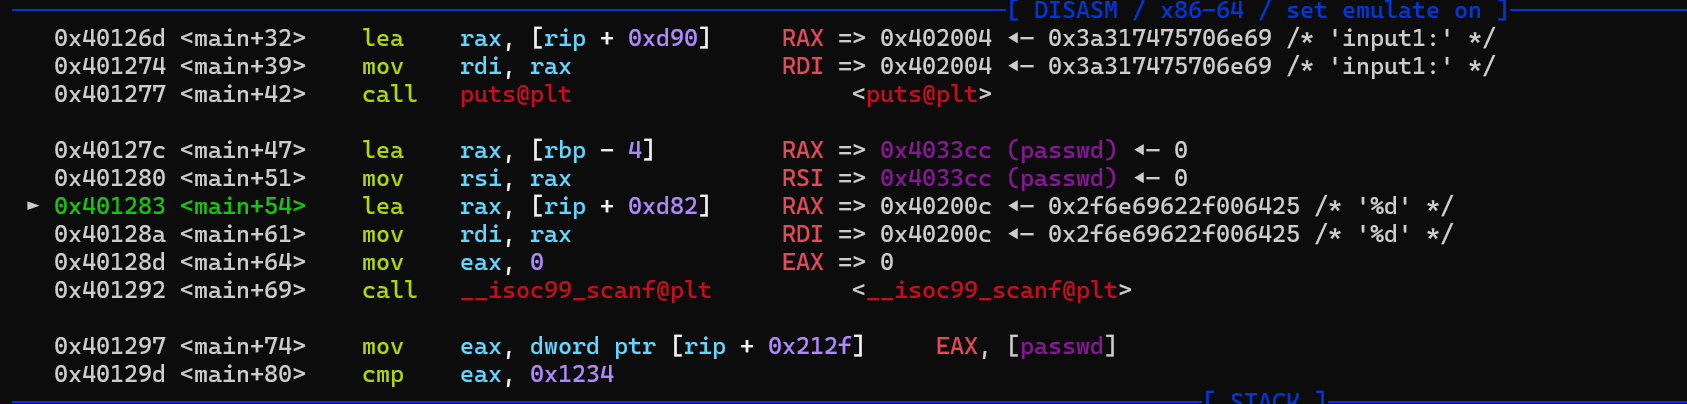 [ DISASM / x86-64 / set emulate on ]
0x40126d <main+32> lea rax, [rip + 0xd90] RAX => 0x402004 ◂— 0x3a317475706e69 /* 'input1:' */
0x401274 <main+39> mov rdi, rax RDI => 0x402004 ◂— 0x3a317475706e69 /* 'input1:' */
0x401277 <main+42> call puts@plt <puts@plt>
0x40127c <main+47> lea rax, [rbp - 4] RAX => 0x4033cc (passwd) ◂— 0
0x401280 <main+51> mov rsi, rax RSI => 0x4033cc (passwd) ◂— 0
► 0x401283 <main+54> lea rax, [rip + 0xd82] RAX => 0x40200c ◂— 0x2f6e69622f006425 /* '%d' */
0x40128a <main+61> mov rdi, rax RDI => 0x40200c ◂— 0x2f6e69622f006425 /* '%d' */
0x40128d <main+64> mov eax, 0 EAX => 0
0x401292 <main+69> call __isoc99_scanf@plt <__isoc99_scanf@plt>
0x401297 <main+74> mov eax, dword ptr [rip + 0x212f] EAX, [passwd]
0x40129d <main+80> cmp eax, 0x1234
[ STACK ]